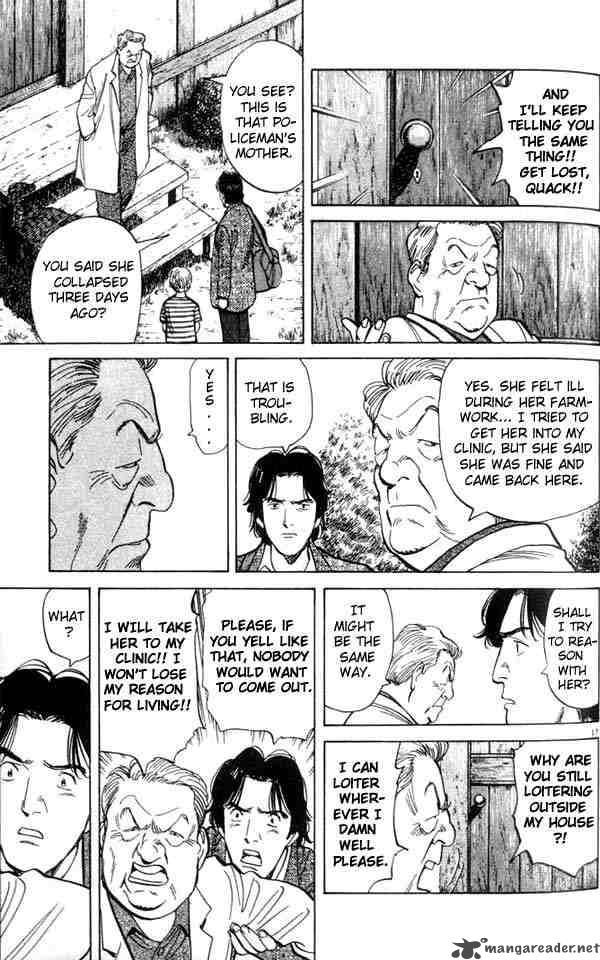 AND
I'LL KEEP
TELLING YOU
THE SAME
THING!!
GET LOST,
QUACK!!
YOU SEE?
THIS IS
THAT PO-
LICEMAN'S
MOTHER.
YOU SAID SHE
COLLAPSED
THREE DAYS
AGO?
YES. SHE FELT ILL
DURING HER FARM-
WORK... I TRIED TO
GET HER INTO MY
CLINIC, BUT SHE SAID
SHE WAS FINE AND
CAME BACK HERE.
THAT IS
TROU-
BLING.
YES...
SHALL
I TRY
TO REA-
SON
WITH
HER?
IT
MIGHT
BE THE
SAME
WAY.
17
WHY ARE
YOU STILL
LOITERING
OUTSIDE
MY HOUSE
?!
I CAN
LOITER
WHER-
EVER I
DAMN
WELL
PLEASE.
PLEASE, IF
YOU YELL LIKE
THAT, NOBODY
WOULD WANT
TO COME OUT.
I WILL TAKE
HER TO MY
CLINIC!! I
WON'T LOSE
MY REASON
FOR LIVING!!
WHAT
?
mangareader.net